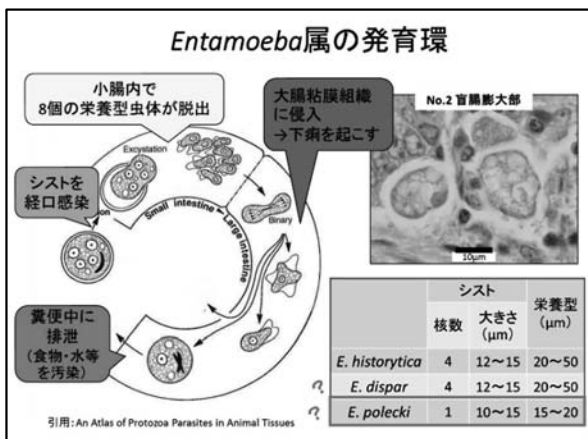 Entamoeba属の発育環
小腸内で
8個の栄養型虫体が脱出
大腸粘膜組織
に侵入
→下痢を起こす
No.2 盲腸膨大部
Excystation
シストを
経口感染
on
Small intestine
Large intestine
Binary
10μm
糞便中に
排泄
(食物・水等
を汚染)
シスト 栄養型
(μm)
核数 大きさ
(μm)
E. historytica 4 12～15 20～50
? E. dispar 4 12～15 20～50
? E. polecki 1 10～15 15～20
引用：An Atlas of Protozoa Parasites in Animal Tissues